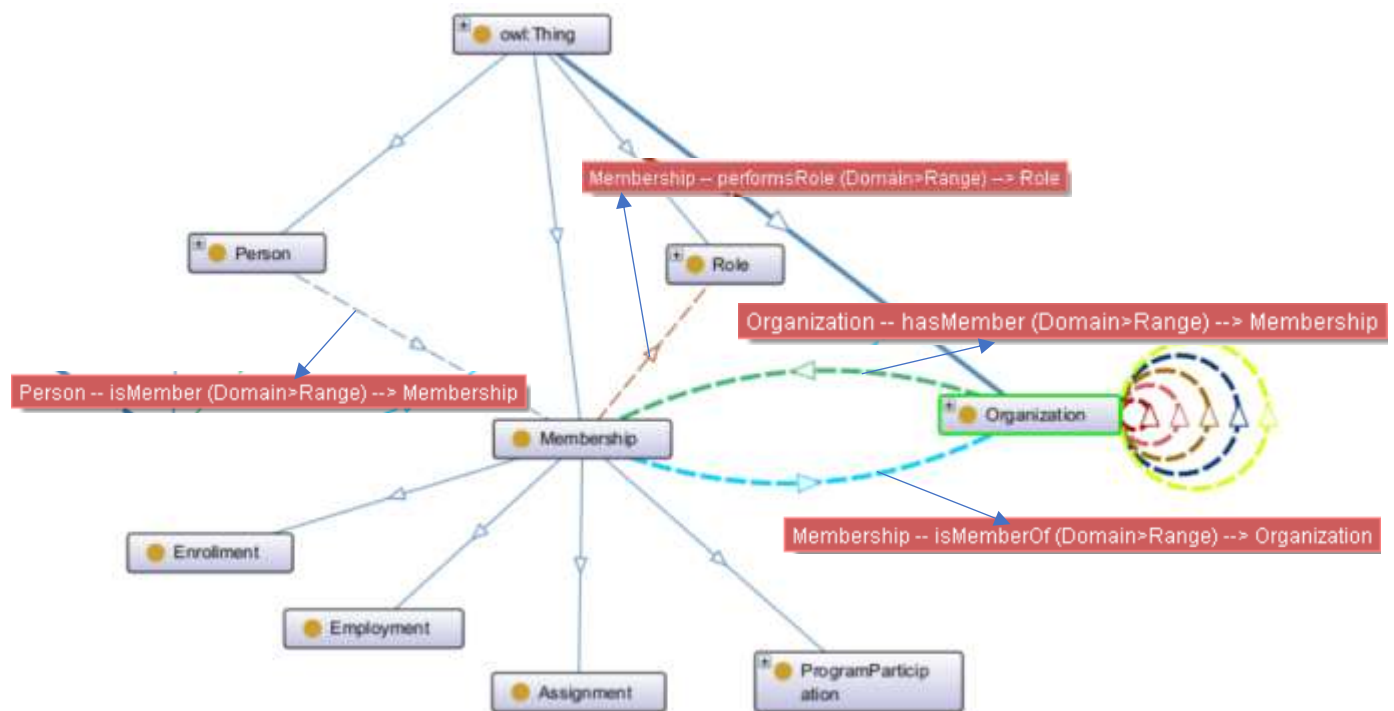 owl:Thing
Membership -- performsRole (Domain>Range) --> Role
Person
Role
Organization -- hasMember (Domain>Range) --> Membership
Person -- isMember (Domain>Range) --> Membership
Organization
Membership
Membership -- isMemberOf (Domain>Range) --> Organization
Enrollment
Employment
Assignment
ProgramParticip
ation